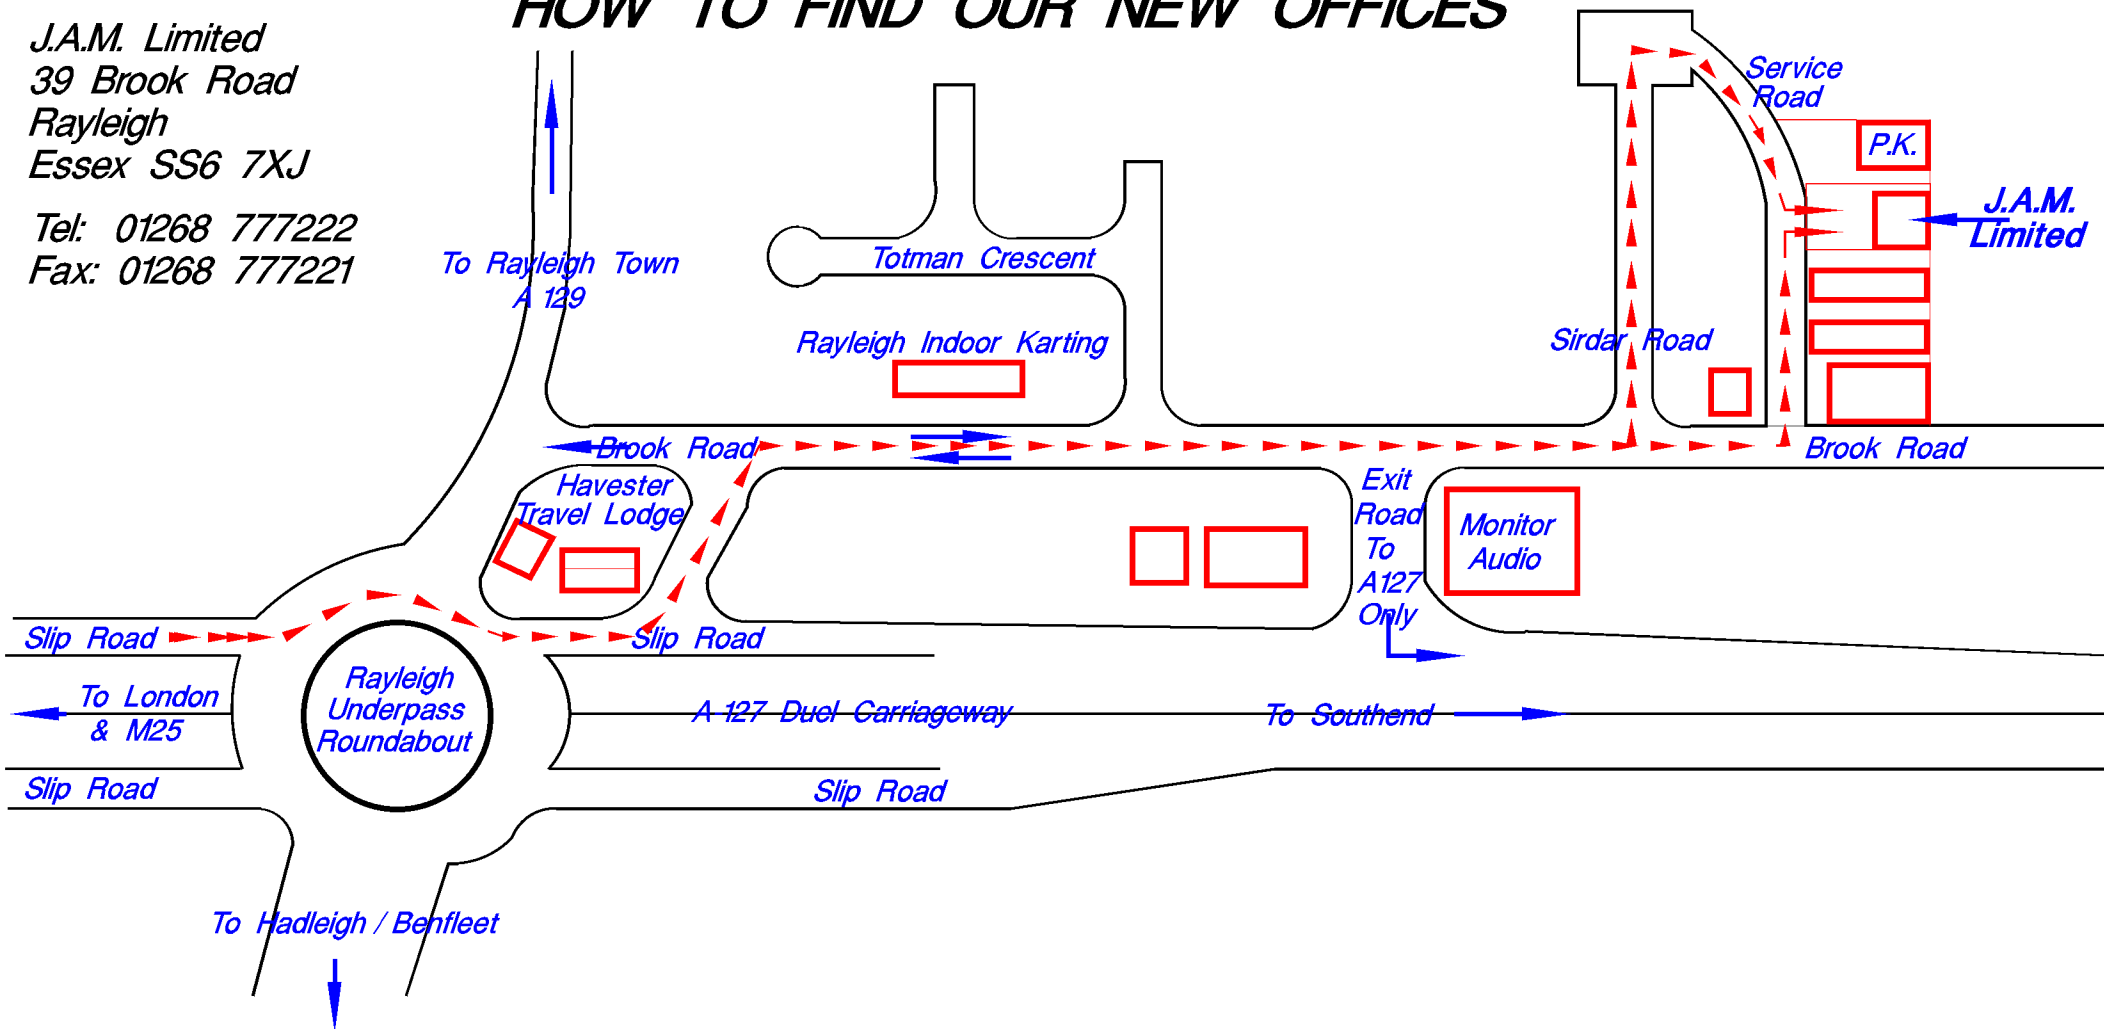 HOW TO FIND OUR NEW OFFICES
J.A.M. Limited
39 Brook Road
Rayleigh
Essex SS6 7XJ
Tel: 01268 777222
Fax: 01268 777221
Service
Road
P.K.
J.A.M.
Limited
To Rayleigh Town
A 129
Totman Crescent
Rayleigh Indoor Karting
Sirdar Road
Brook Road
Brook Road
Havester
Travel Lodge
Exit
Road
To
A127
Only
Monitor
Audio
Slip Road
Slip Road
Rayleigh
Underpass
Roundabout
To London
& M25
A 127 Duel Carriageway
To Southend
Slip Road
Slip Road
To Hadleigh / Benfleet